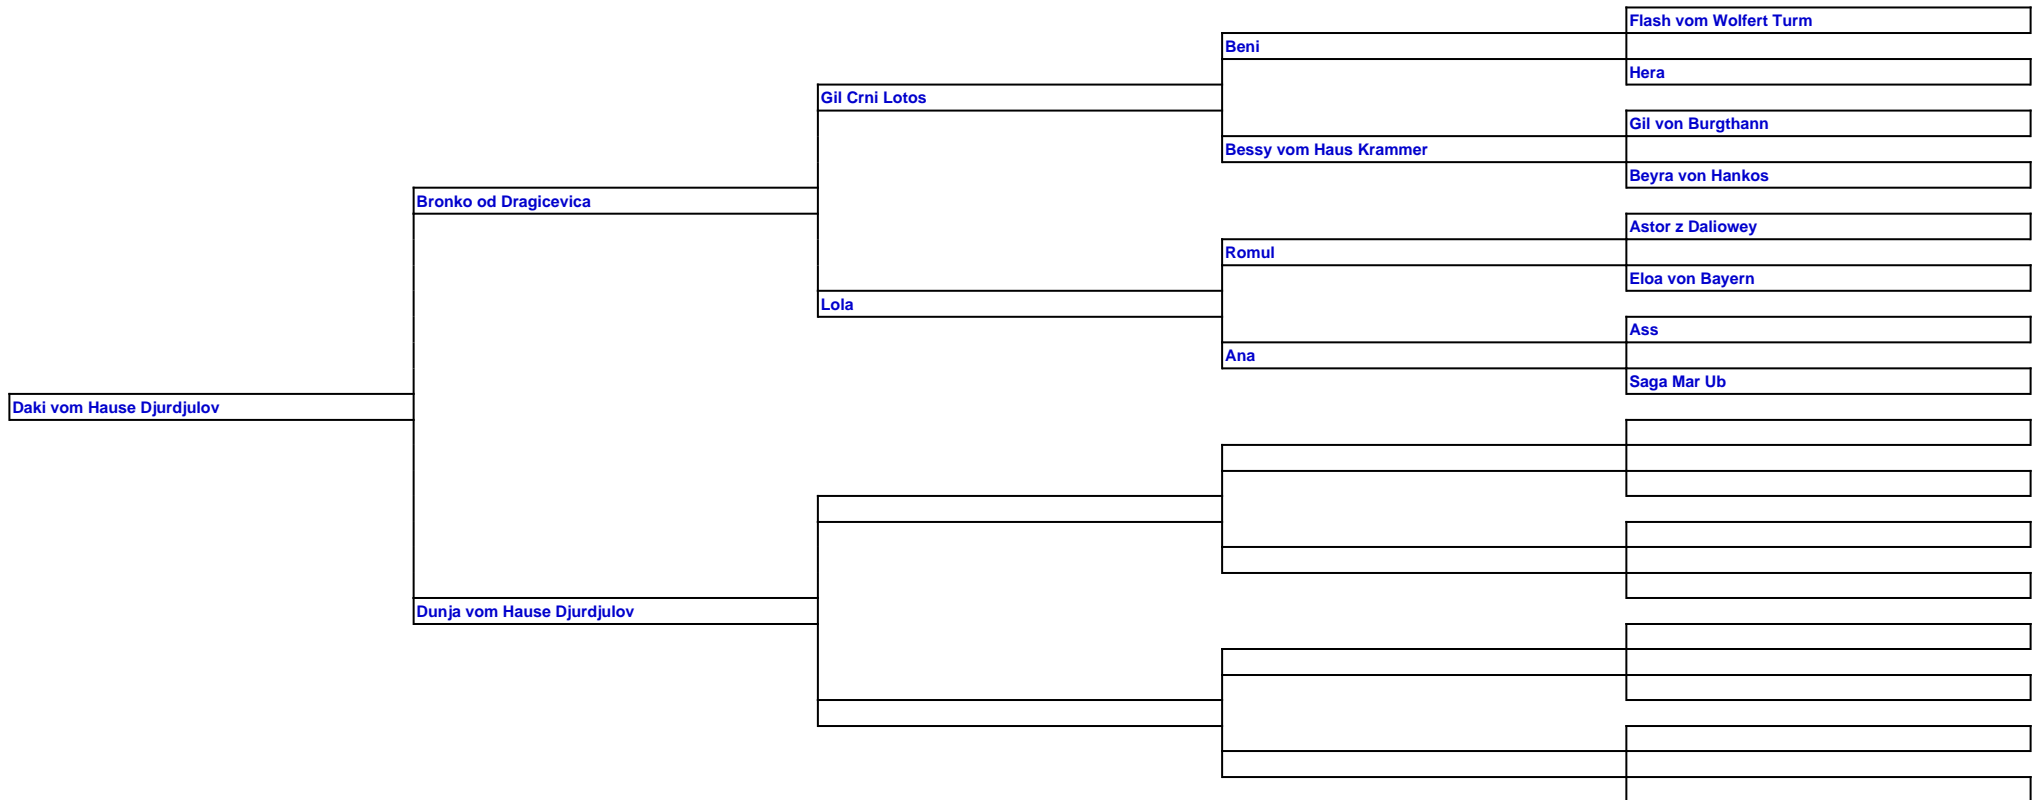 Flash vom Wolfert Turm
Beni
Hera
Gil Crni Lotos
Gil von Burgthann
Bessy vom Haus Krammer
Beyra von Hankos
Bronko od Dragicevica
Astor z Daliowey
Romul
Eloa von Bayern
Lola
Ass
Ana
Saga Mar Ub
Daki vom Hause Djurdjulov
Dunja vom Hause Djurdjulov